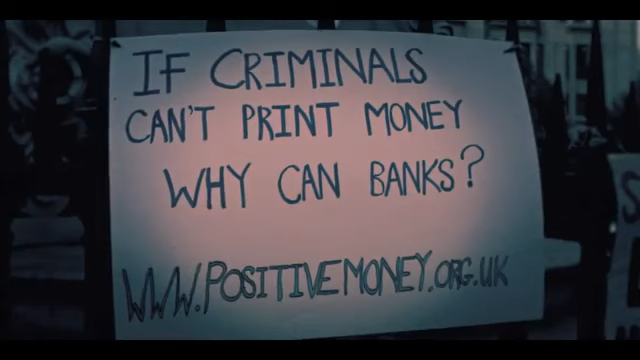 IF CRIMINALS
CAN'T PRINT MONEY
WHY CAN BANKS?
WWW.POSITIVEMONEY.ORG.UK